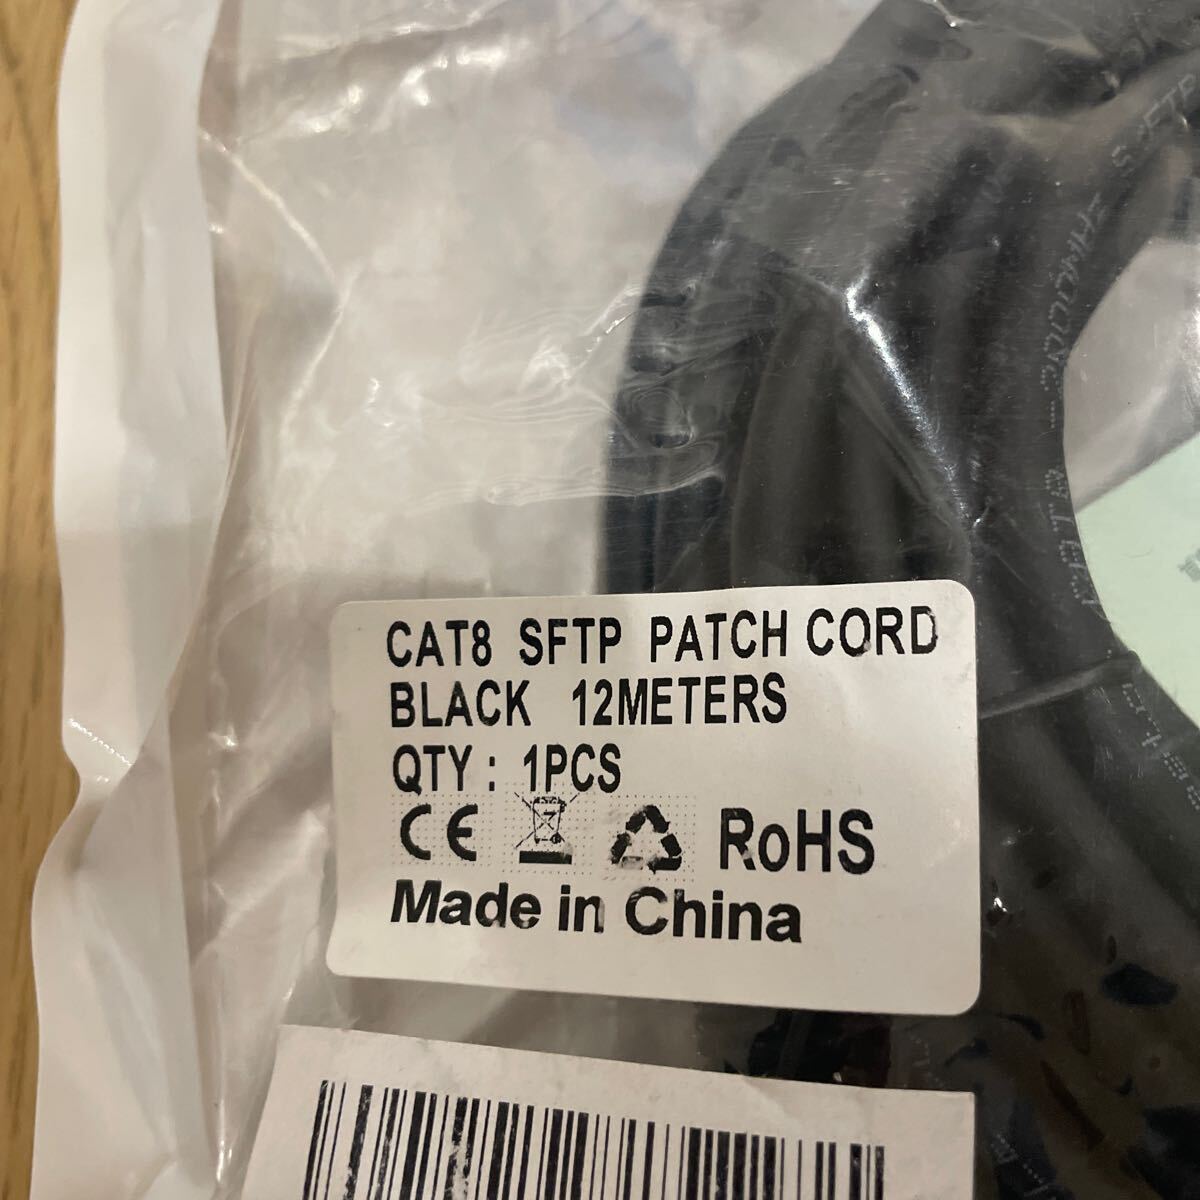 CAT8 SFTP PATCH CORD
BLACK 12METERS
QTY : 1PCS
CE RoHS
Made in China